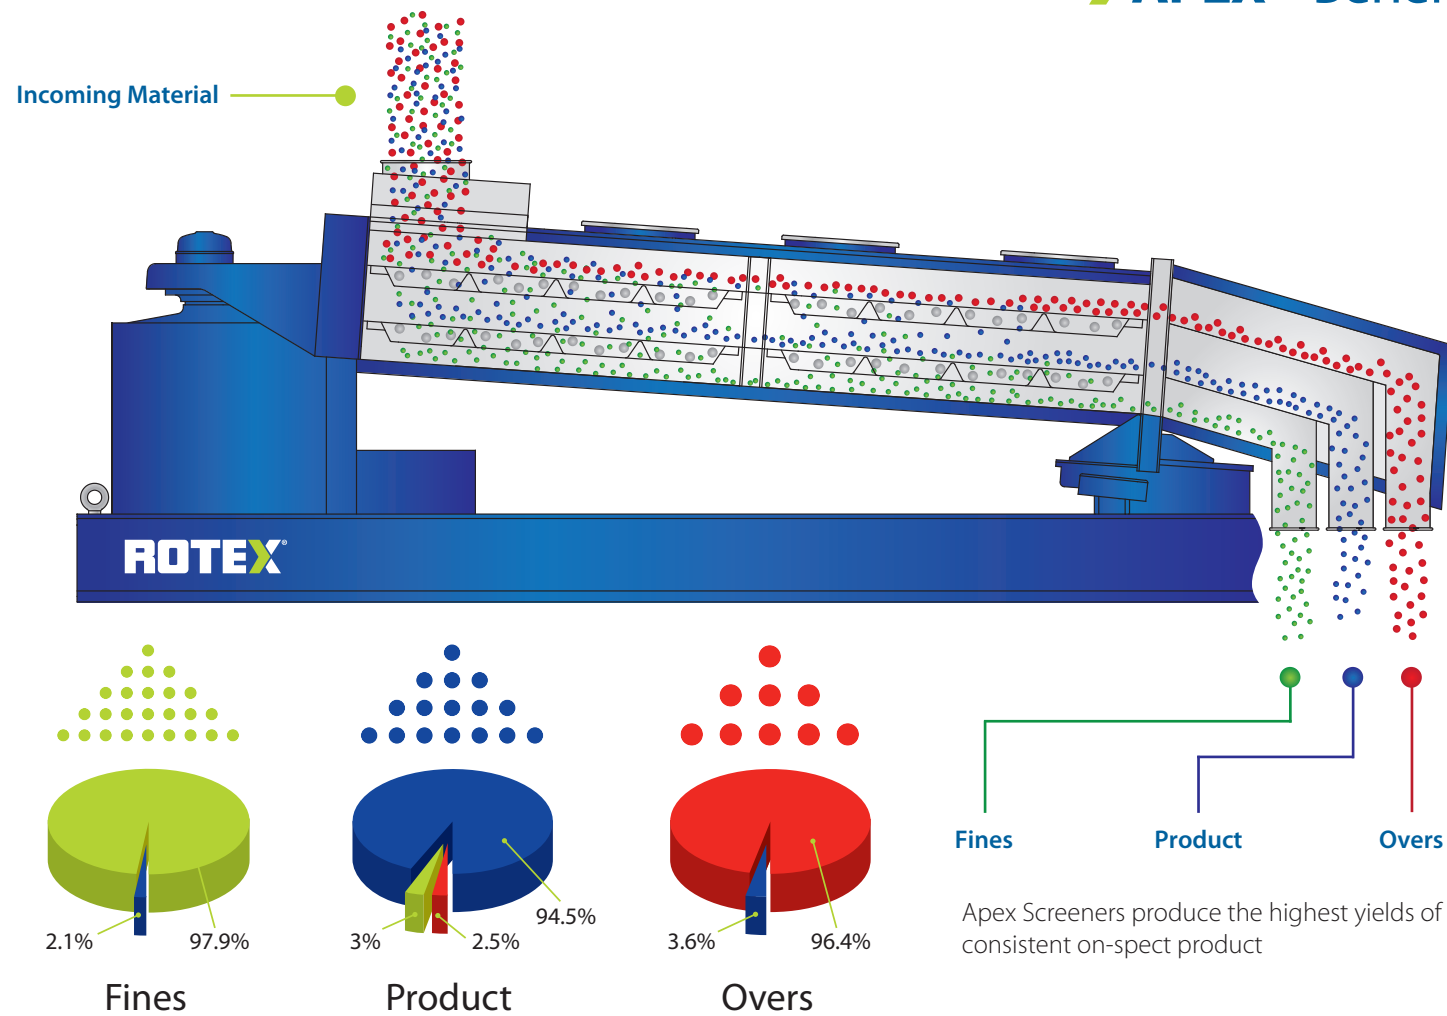 APEX
Incoming Material
ROTEX®
2.1%
97.9%
Fines
3%
2.5%
94.5%
Product
3.6%
96.4%
Overs
Fines
Product
Overs
Apex Screeners produce the highest yields of
consistent on-spect product